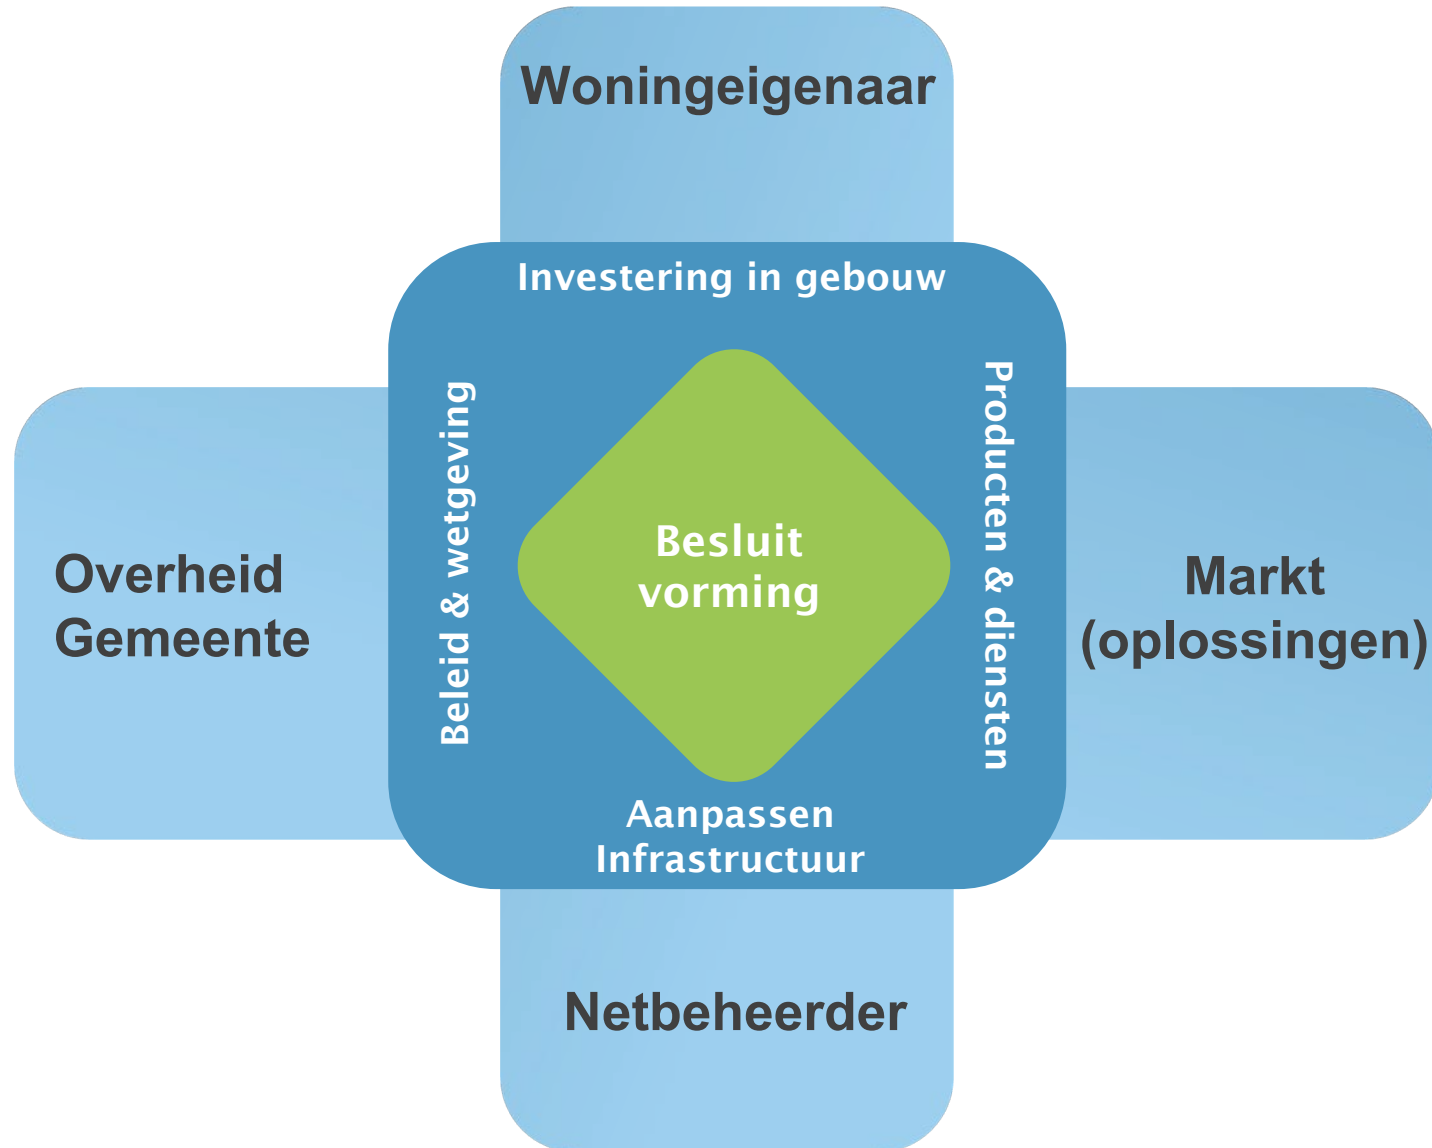 Woningeigenaar
Investering in gebouw
Overheid
Gemeente
Beleid & wetgeving
Besluit
vorming
Producten & diensten
Markt
(oplossingen)
Aanpassen
Infrastructuur
Netbeheerder